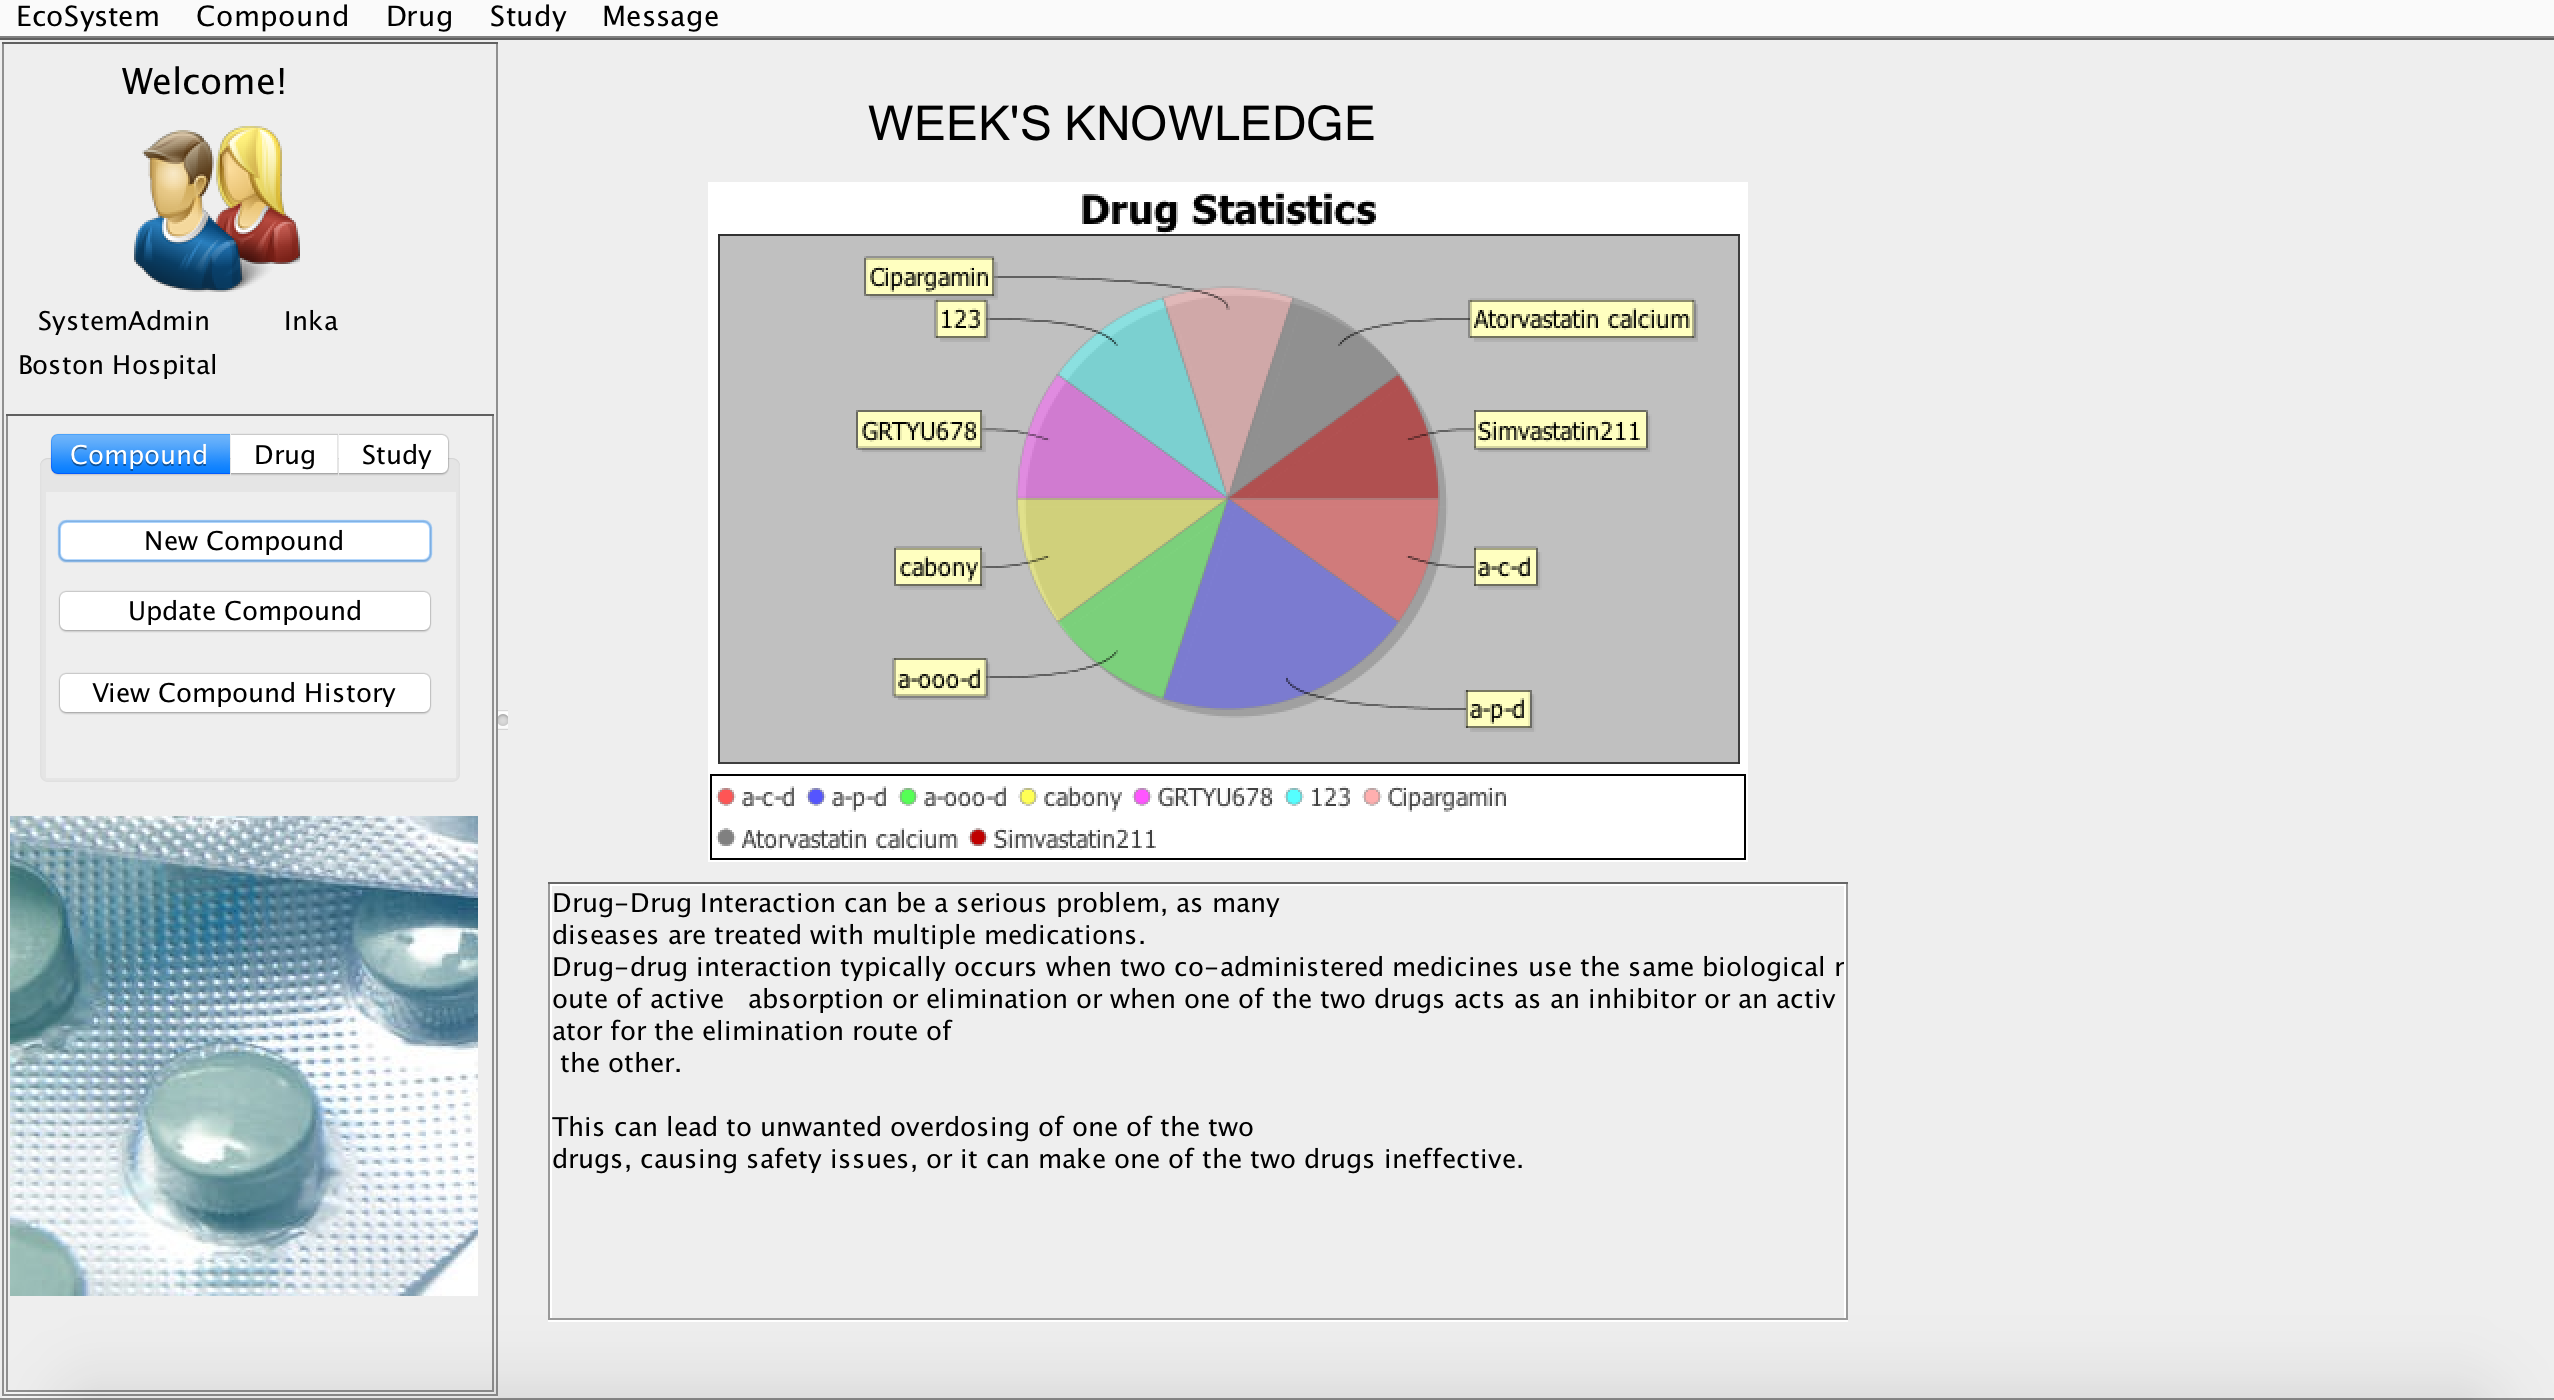 EcoSystem Compound Drug Study Message
Welcome!
SystemAdmin Inka
Boston Hospital
Compound Drug Study
New Compound
Update Compound
View Compound History
WEEK'S KNOWLEDGE
Drug Statistics
Cipargamin
123
Atorvastatin calcium
GRTYU678
Simvastatin211
cabony
a-c-d
a-ooo-d
a-p-d
a-c-d a-p-d a-ooo-d cabony GRTYU678 123 Cipargamin
Atorvastatin calcium Simvastatin211
Drug-Drug Interaction can be a serious problem, as many
diseases are treated with multiple medications.
Drug-drug interaction typically occurs when two co-administered medicines use the same biological r
oute of active   absorption or elimination or when one of the two drugs acts as an inhibitor or an activ
ator for the elimination route of
the other.
This can lead to unwanted overdosing of one of the two
drugs, causing safety issues, or it can make one of the two drugs ineffective.